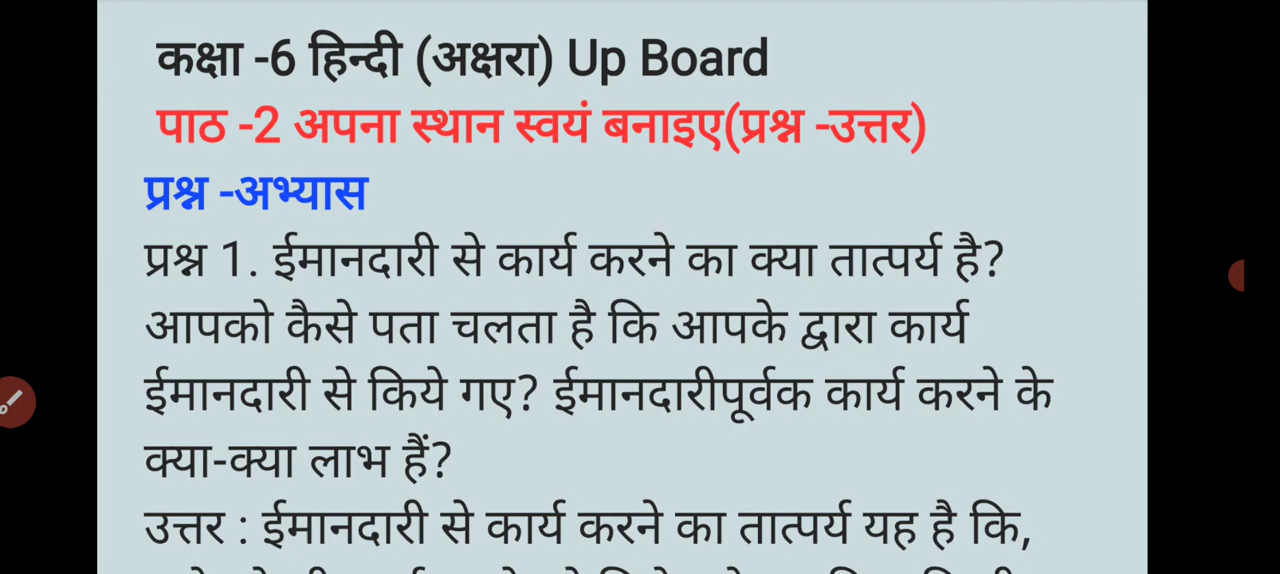 कक्षा -6 हिन्दी (अक्षरा) Up Board
पाठ -2 अपना स्थान स्वयं बनाइए(प्रश्न -उत्तर)
प्रश्न -अभ्यास
प्रश्न 1. ईमानदारी से कार्य करने का क्या तात्पर्य है?
आपको कैसे पता चलता है कि आपके द्वारा कार्य
ईमानदारी से किये गए? ईमानदारीपूर्वक कार्य करने के
क्या-क्या लाभ हैं?
उत्तर : ईमानदारी से कार्य करने का तात्पर्य यह है कि,